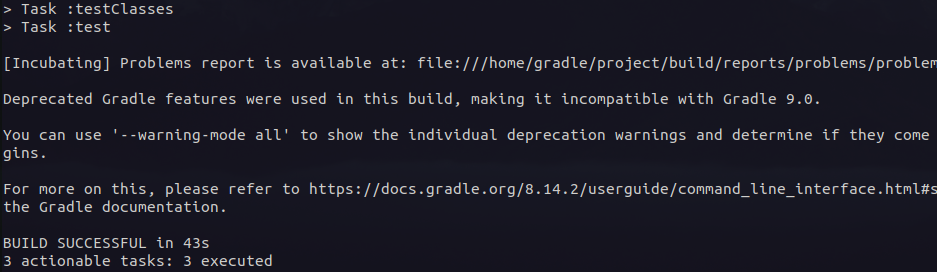 > Task :testClasses
> Task :test
[Incubating] Problems report is available at: file:///home/gradle/project/build/reports/problems/problem
Deprecated Gradle features were used in this build, making it incompatible with Gradle 9.0.
You can use '--warning-mode all' to show the individual deprecation warnings and determine if they come
gins.
For more on this, please refer to https://docs.gradle.org/8.14.2/userguide/command_line_interface.html#s
the Gradle documentation.
BUILD SUCCESSFUL in 43s
3 actionable tasks: 3 executed